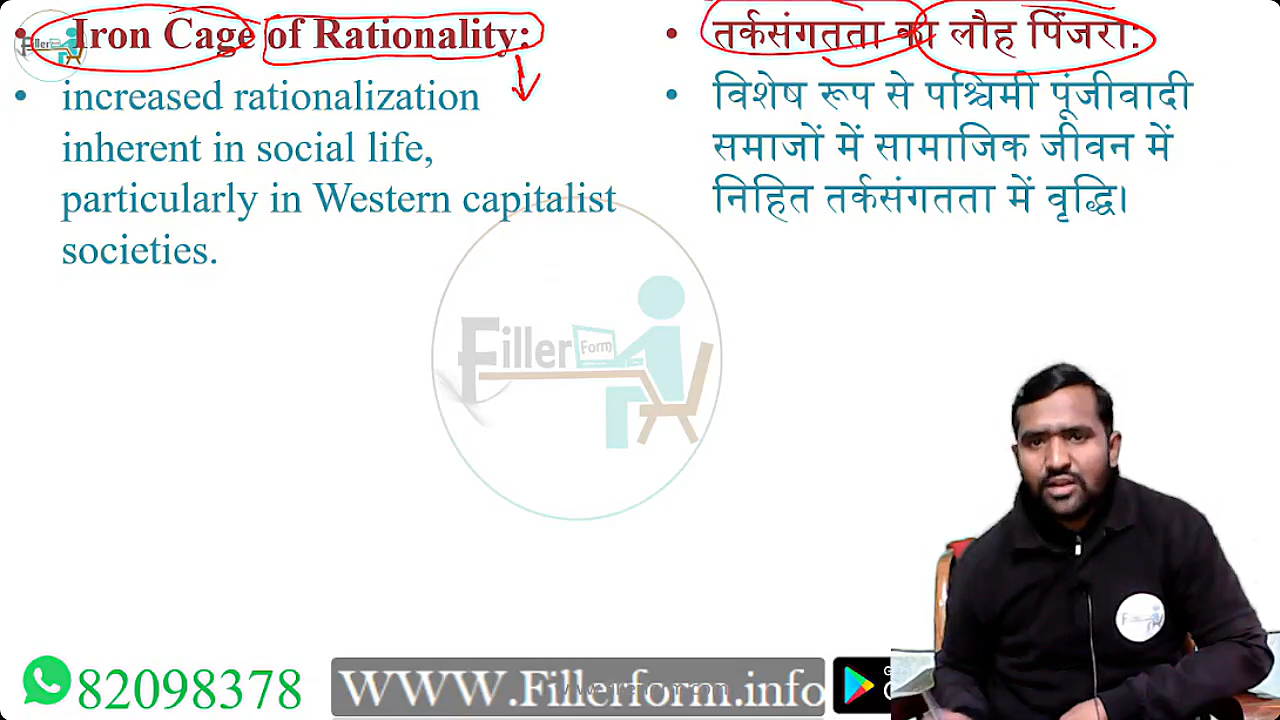 Iron Cage of Rationality:
increased rationalization
inherent in social life,
particularly in Western capitalist
societies.
तर्कसंगतता का लौह पिंजरा:
विशेष रूप से पश्चिमी पूंजीवादी
समाजों में सामाजिक जीवन में
निहित तर्कसंगतता में वृद्धि।
Filler Form
82098378
www.Fillerform.info